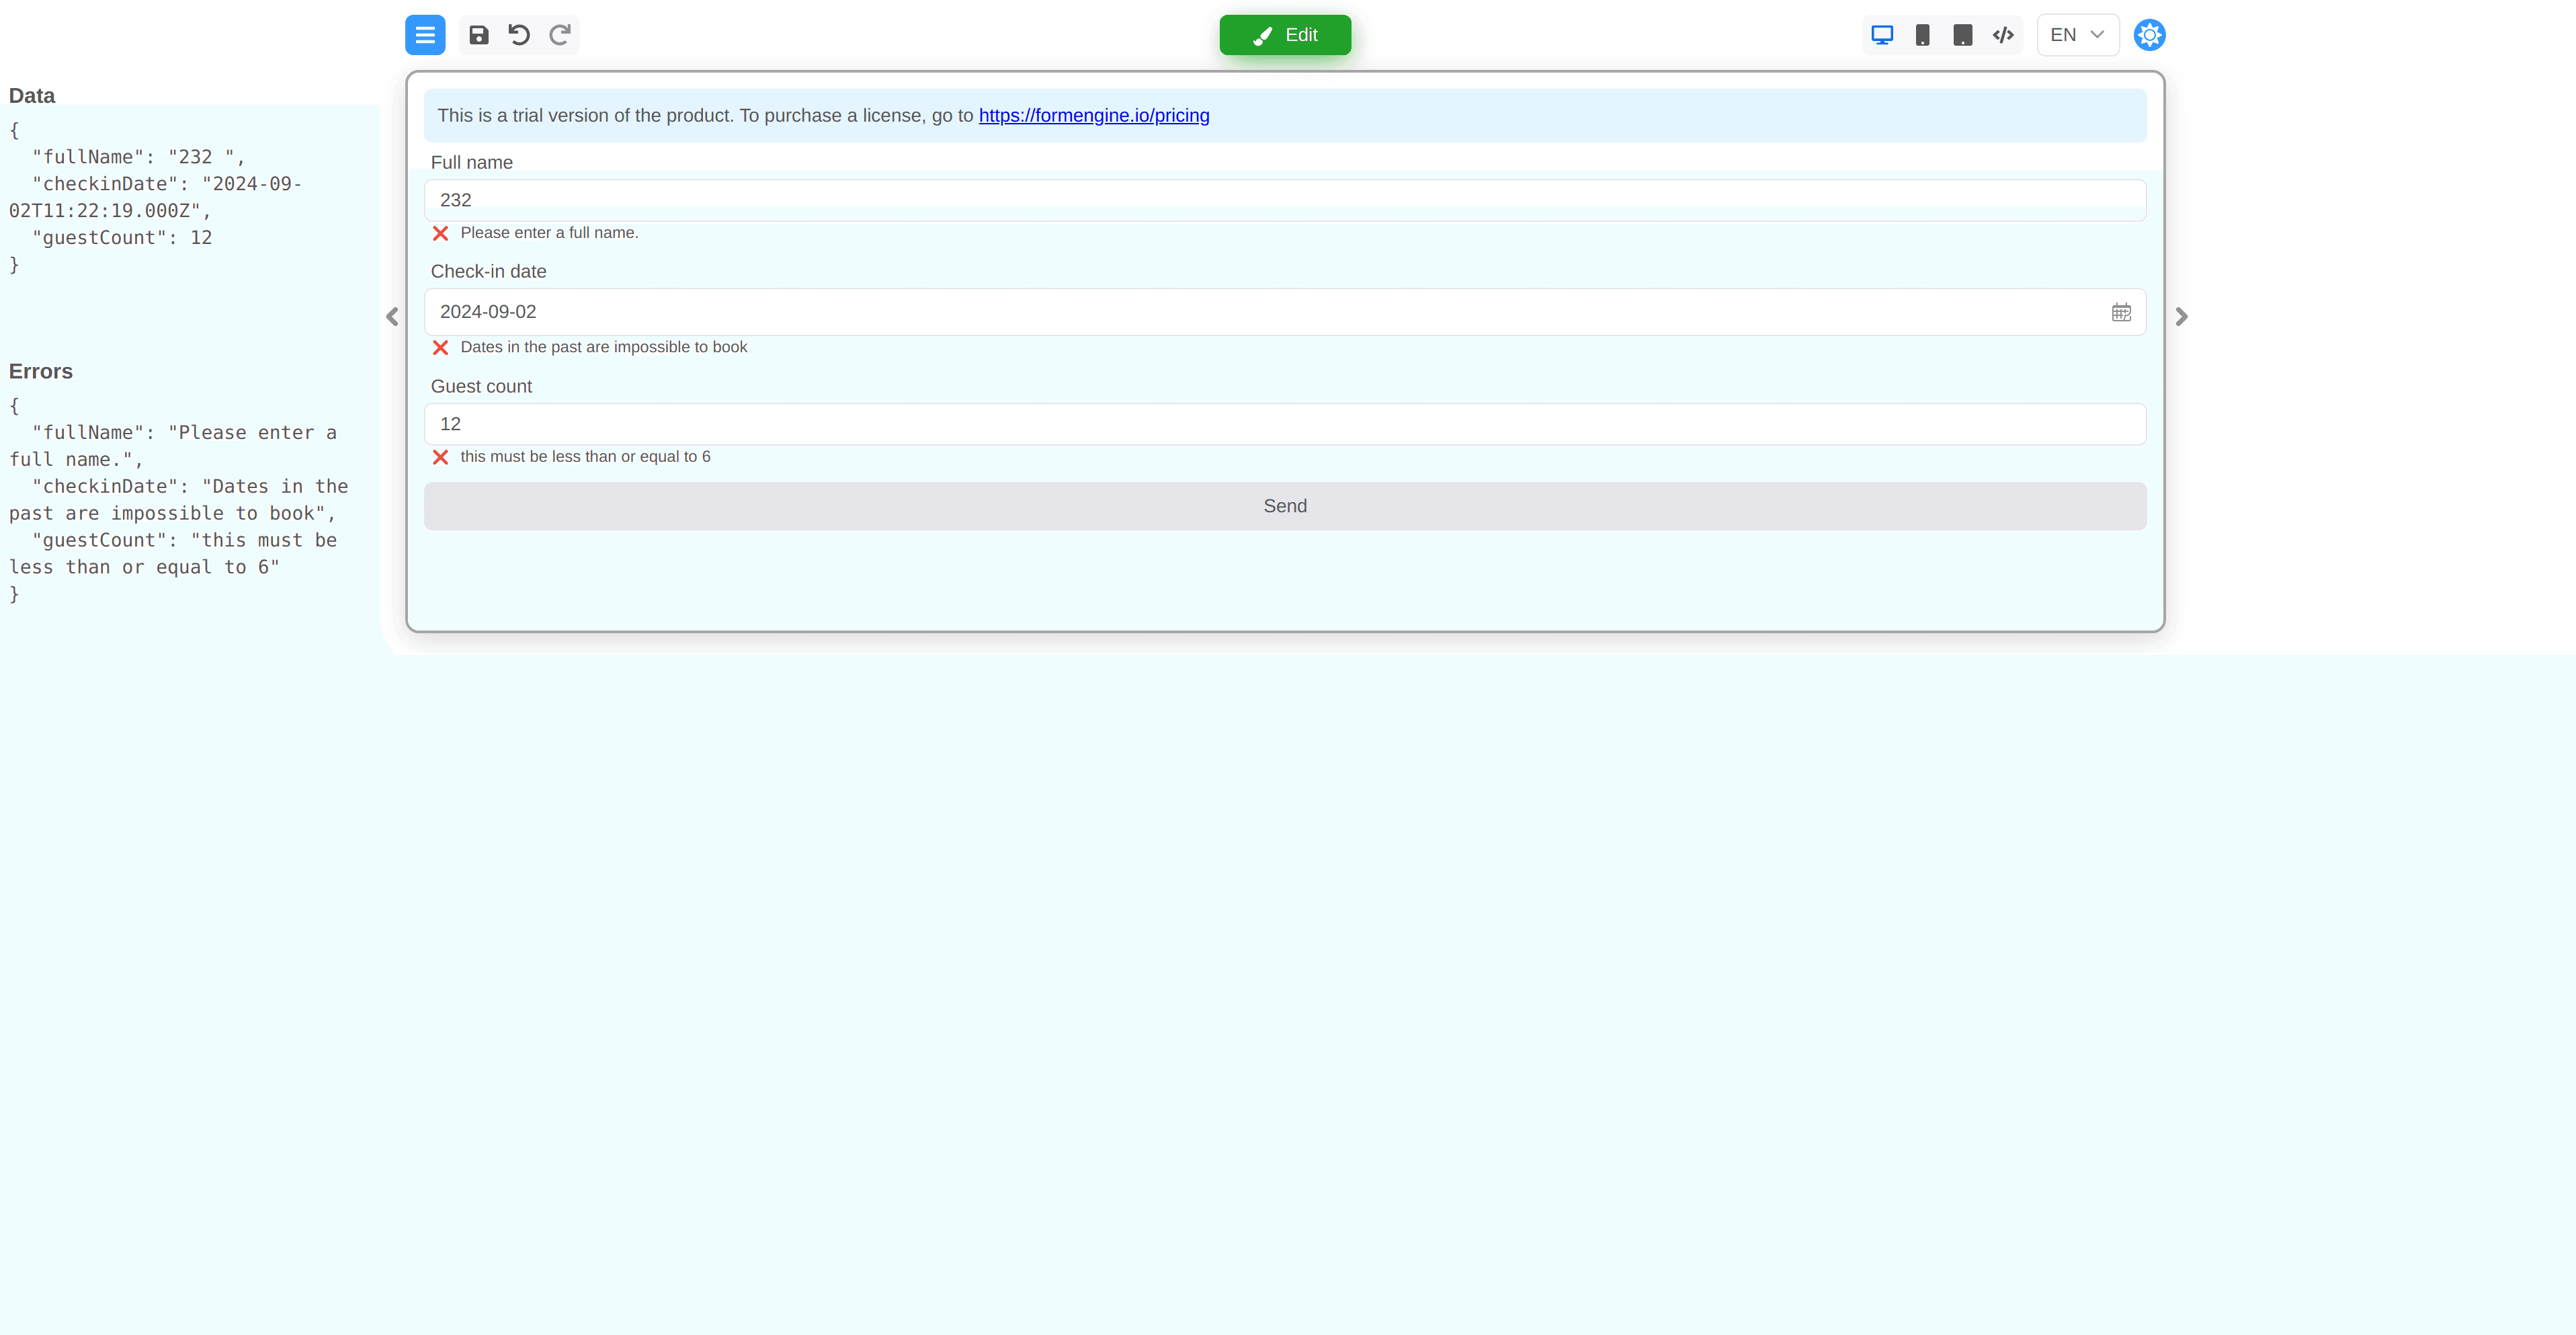 Edit
EN
Data
{
  "fullName": "232 ",
  "checkinDate": "2024-09-
02T11:22:19.000Z",
  "guestCount": 12
}
Errors
{
  "fullName": "Please enter a
full name.",
  "checkinDate": "Dates in the
past are impossible to book",
  "guestCount": "this must be
less than or equal to 6"
}
This is a trial version of the product. To purchase a license, go to https://formengine.io/pricing
Full name
232
❌ Please enter a full name.
Check-in date
2024-09-02
❌ Dates in the past are impossible to book
Guest count
12
❌ this must be less than or equal to 6
Send